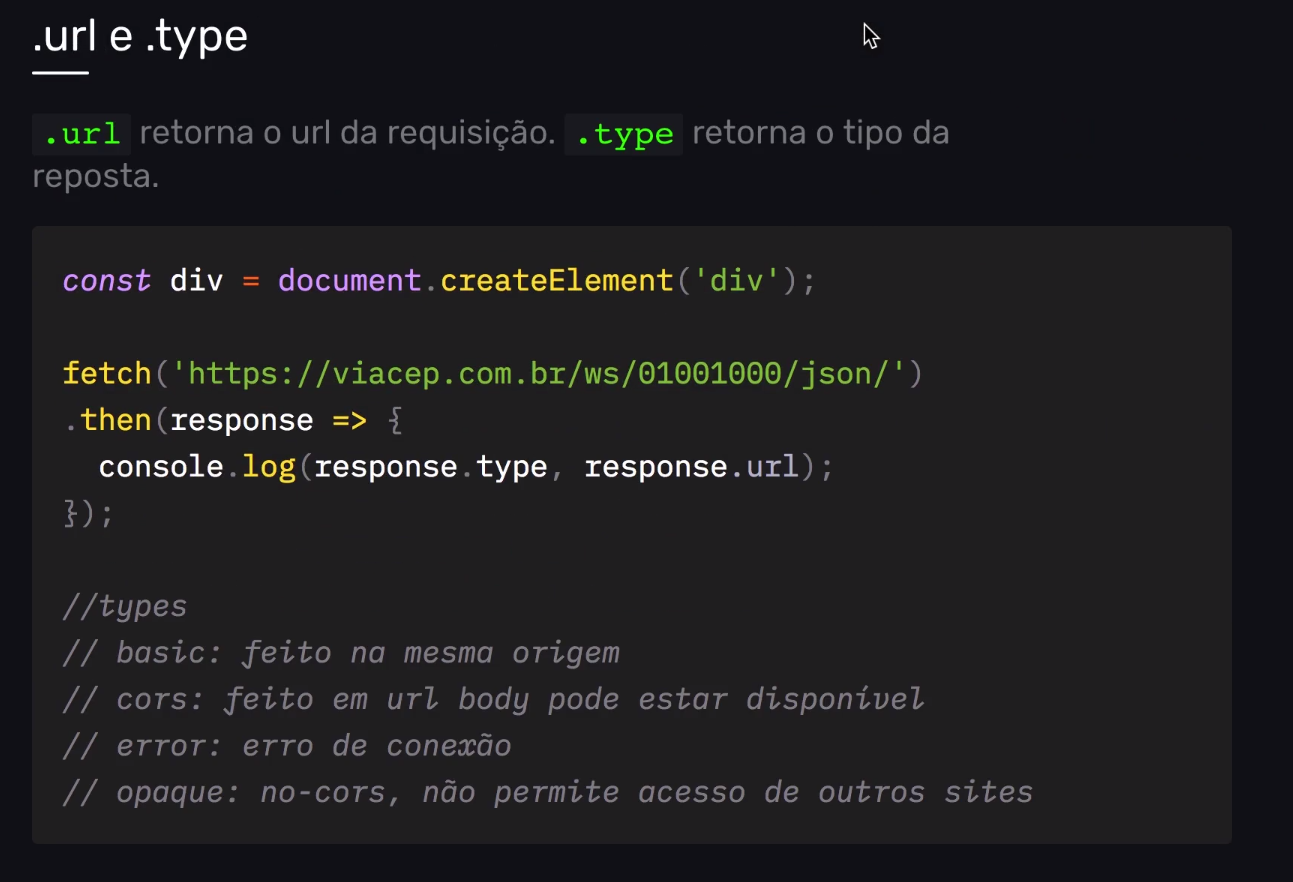 .url e .type
.url retorna o url da requisição. .type retorna o tipo da
reposta.
const div = document.createElement('div');
fetch('https://viacep.com.br/ws/01001000/json/')
.then(response => {
  console.log(response.type, response.url);
});
//types
// basic: feito na mesma origem
// cors: feito em url body pode estar disponível
// error: erro de conexão
// opaque: no-cors, não permite acesso de outros sites